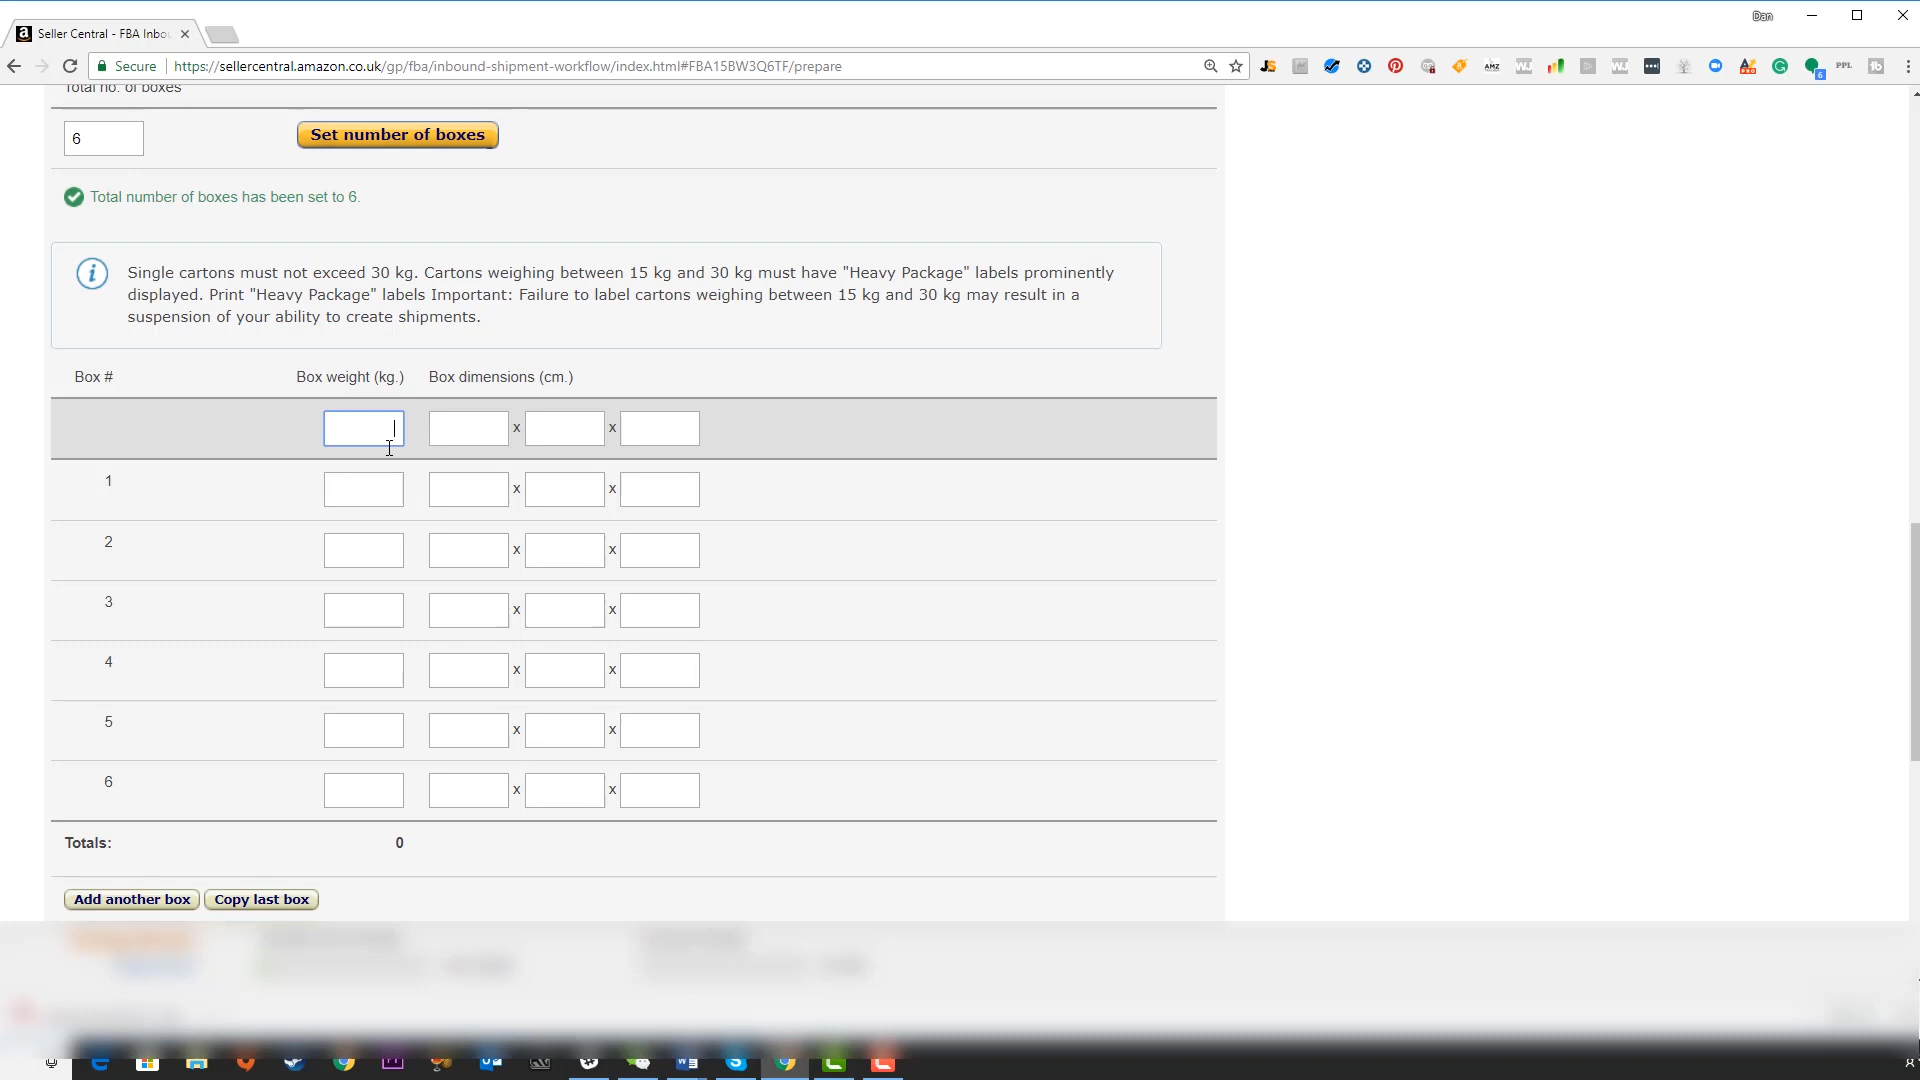 Dan
Seller Central - FBA Inbo
Secure https://sellercentral.amazon.co.uk/gp/fba/inbound-shipment-workflow/index.html#FBA15BW3Q6TF/prepare
Total no. of boxes
6 Set number of boxes
Total number of boxes has been set to 6.
Single cartons must not exceed 30 kg. Cartons weighing between 15 kg and 30 kg must have "Heavy Package" labels prominently
displayed. Print "Heavy Package" labels Important: Failure to label cartons weighing between 15 kg and 30 kg may result in a
suspension of your ability to create shipments.
Box # Box weight (kg.) Box dimensions (cm.)
x x
1 x x
2 x x
3 x x
4 x x
5 x x
6 x x
Totals: 0
Add another box Copy last box